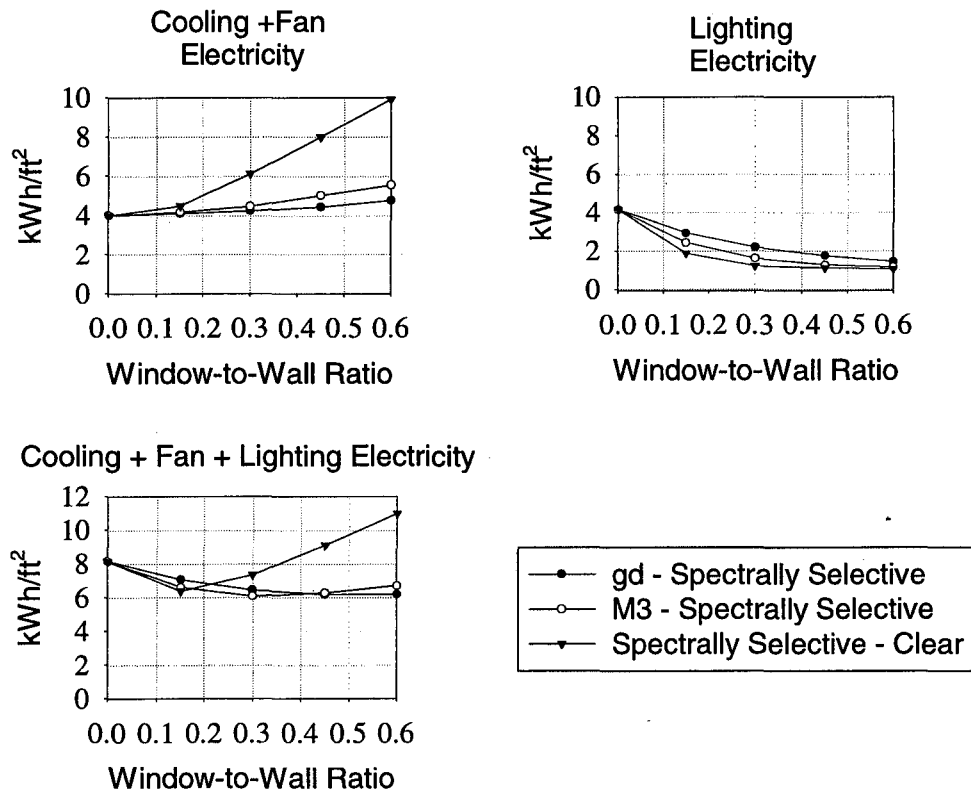 Cooling +Fan
Electricity
kWh/ft²
10
8
6
4
2
0
0.0 0.1 0.2 0.3 0.4 0.5 0.6
Window-to-Wall Ratio
Lighting
Electricity
kWh/ft²
10
8
6
4
2
0
0.0 0.1 0.2 0.3 0.4 0.5 0.6
Window-to-Wall Ratio
Cooling + Fan + Lighting Electricity
kWh/ft²
12
10
8
6
4
2
0
0.0 0.1 0.2 0.3 0.4 0.5 0.6
Window-to-Wall Ratio
gd - Spectrally Selective
M3 - Spectrally Selective
Spectrally Selective - Clear